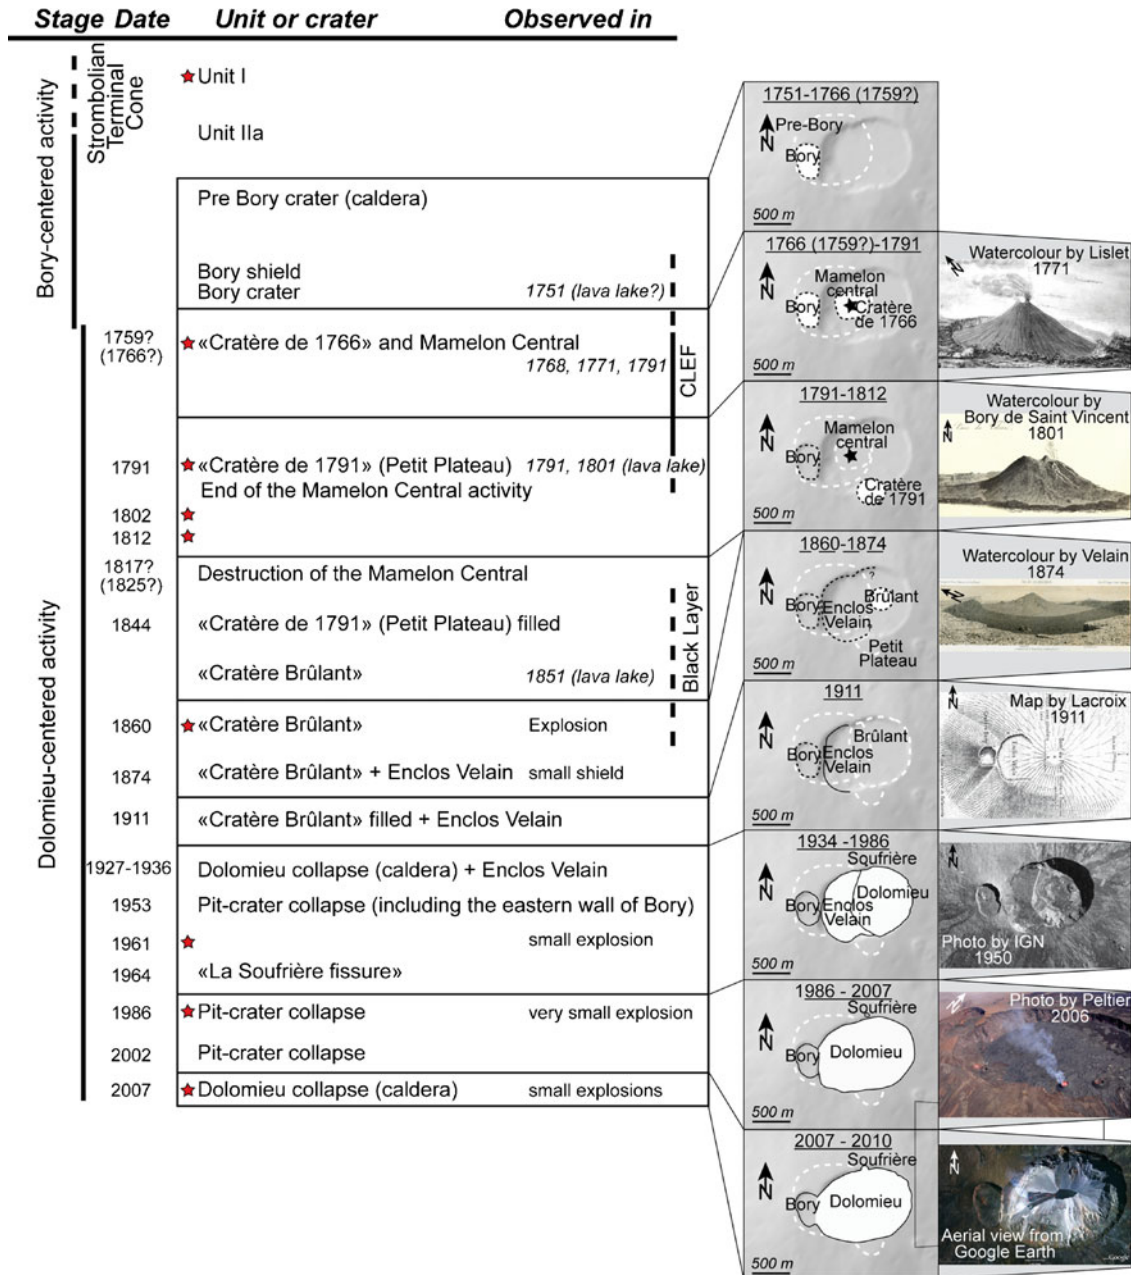 Stage Date Unit or crater Observed in
Bory-centered activity
Strombolian
Terminal
Cone
Unit I
Unit IIa
Pre Bory crater (caldera)
Bory shield
Bory crater 1751 (lava lake?)
1759?
(1766?)
«Cratère de 1766» and Mamelon Central
1768, 1771, 1791
CLEF
Dolomieu-centered activity
1791 «Cratère de 1791» (Petit Plateau) 1791, 1801 (lava lake)
End of the Mamelon Central activity
1802
1812
1817?
(1825?)
Destruction of the Mamelon Central
1844 «Cratère de 1791» (Petit Plateau) filled
«Cratère Brûlant» 1851 (lava lake)
Black Layer
1860 «Cratère Brûlant» Explosion
1874 «Cratère Brûlant» + Enclos Velain small shield
1911 «Cratère Brûlant» filled + Enclos Velain
1927-1936 Dolomieu collapse (caldera) + Enclos Velain
1953 Pit-crater collapse (including the eastern wall of Bory)
1961 small explosion
1964 «La Soufrière fissure»
1986 Pit-crater collapse very small explosion
2002 Pit-crater collapse
2007 Dolomieu collapse (caldera) small explosions
1751-1766 (1759?)
Pre-Bory
Bory
N
500 m
1766 (1759?)-1791
Mamelon
central
Bory
Cratère
de 1766
N
500 m
Watercolour by Lislet
1771
N
1791-1812
Mamelon
central
Bory
Cratère
de 1791
N
500 m
Watercolour by
Bory de Saint Vincent
1801
N
1860-1874
Brûlant
Bory
Enclos
Velain
?
Petit
Plateau
N
500 m
Watercolour by Velain
1874
N
1911
Brûlant
Bory
Enclos
Velain
N
500 m
Map by Lacroix
1911
N
1934 - 1986
Soufrière
Dolomieu
Bory
Enclos
Velain
N
500 m
Photo by IGN
1950
N
1986 - 2007
Soufrière
Bory
Dolomieu
N
500 m
Photo by Peltier
2006
N
2007 - 2010
Soufrière
Bory
Dolomieu
N
500 m
Aerial view from
Google Earth
N
Google